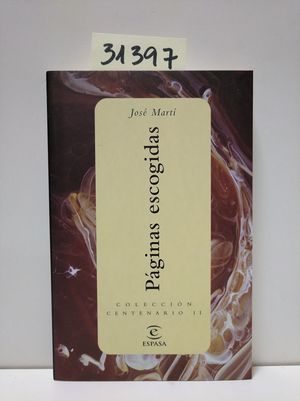 31397
José Martí
Páginas escogidas
COLECCIÓN
CENTENARIO II
ESPASA